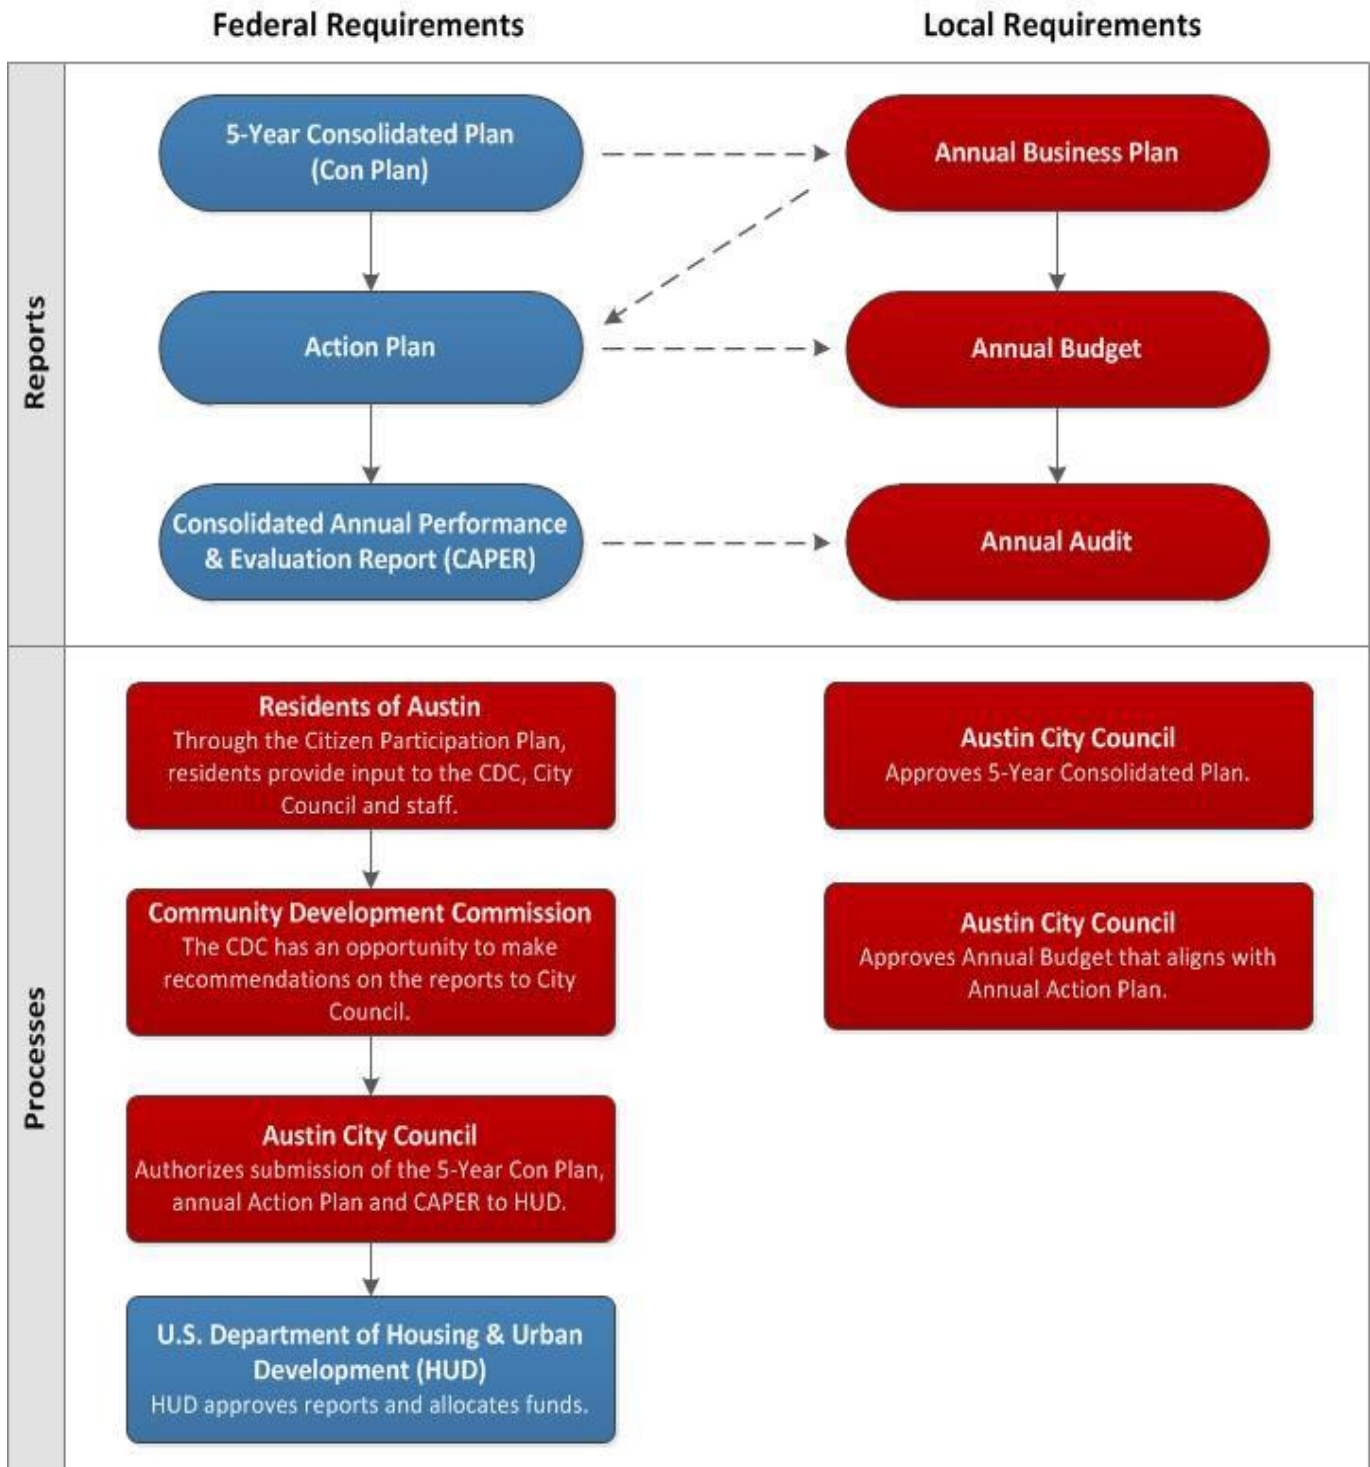 Federal Requirements
Local Requirements
Reports
5-Year Consolidated Plan
(Con Plan)
Annual Business Plan
Action Plan
Annual Budget
Consolidated Annual Performance
& Evaluation Report (CAPER)
Annual Audit
Processes
Residents of Austin
Through the Citizen Participation Plan,
residents provide input to the CDC, City
Council and staff.
Community Development Commission
The CDC has an opportunity to make
recommendations on the reports to City
Council.
Austin City Council
Authorizes submission of the 5-Year Con Plan,
annual Action Plan and CAPER to HUD.
U.S. Department of Housing & Urban
Development (HUD)
HUD approves reports and allocates funds.
Austin City Council
Approves 5-Year Consolidated Plan.
Austin City Council
Approves Annual Budget that aligns with
Annual Action Plan.